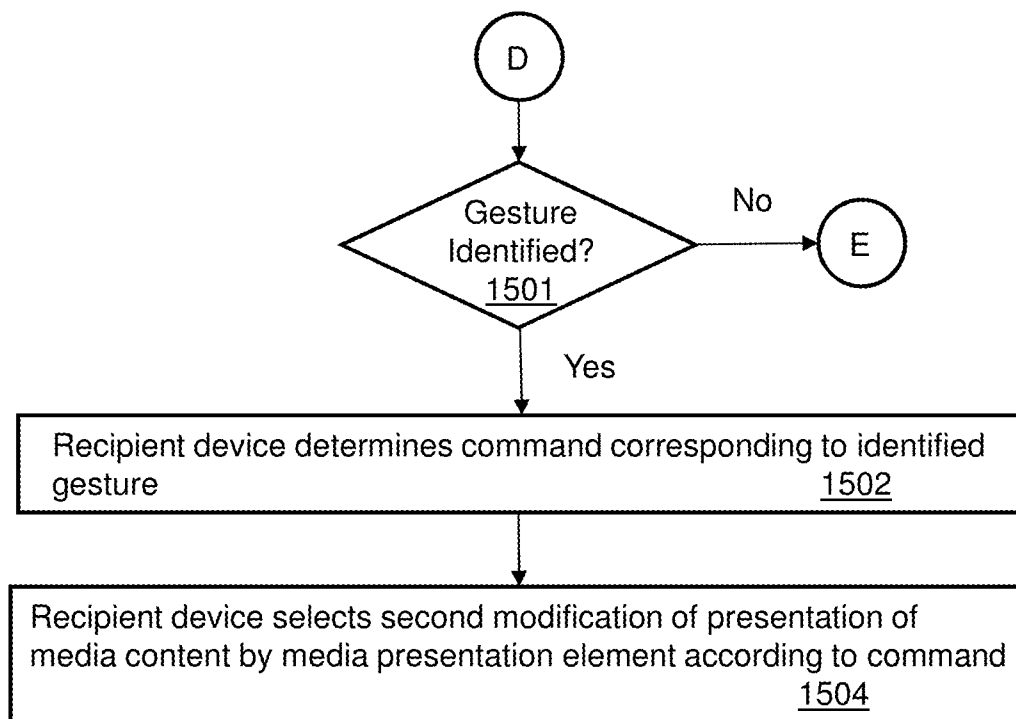 D
Gesture
Identified?
1501
No
E
Yes
Recipient device determines command corresponding to identified
gesture 1502
Recipient device selects second modification of presentation of
media content by media presentation element according to command
1504